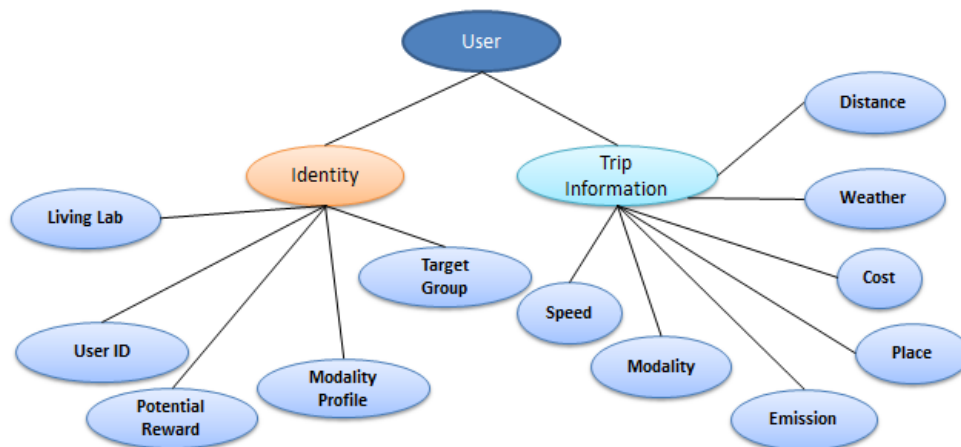 User
Distance
Identity
Trip
Information
Weather
Living Lab
Target
Group
Cost
Speed
User ID
Place
Modality
Modality
Profile
Potential
Reward
Emission